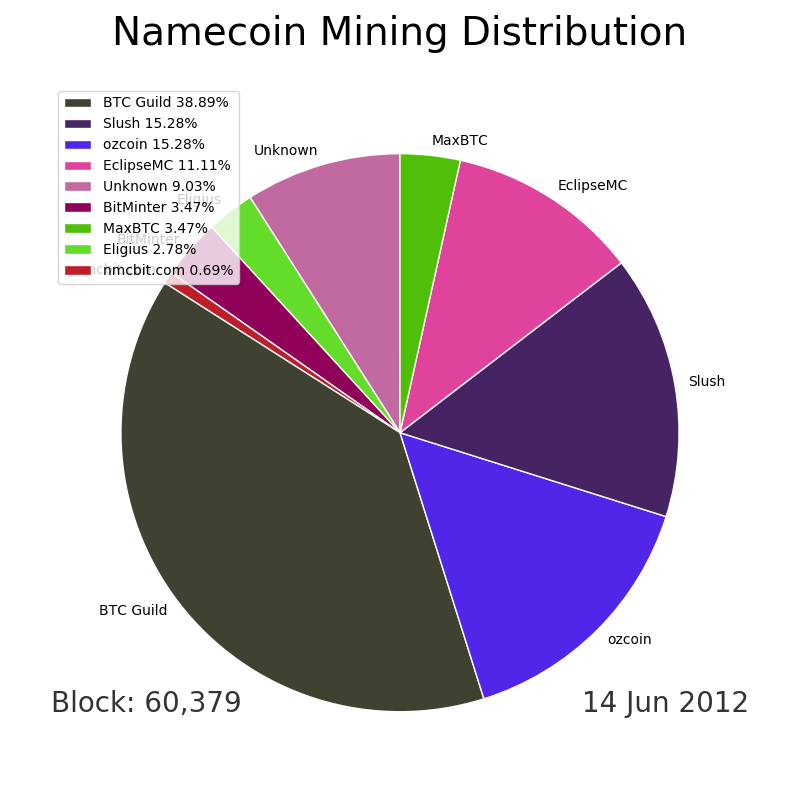 Namecoin Mining Distribution
BTC Guild 38.89%
Slush 15.28%
ozcoin 15.28%
EclipseMC 11.11%
Unknown 9.03%
BitMinter 3.47%
MaxBTC 3.47%
Eligius 2.78%
nmcbit.com 0.69%
MaxBTC
Unknown
EclipseMC
Eligius
BitMinter
Slush
BTC Guild
ozcoin
Block: 60,379
14 Jun 2012